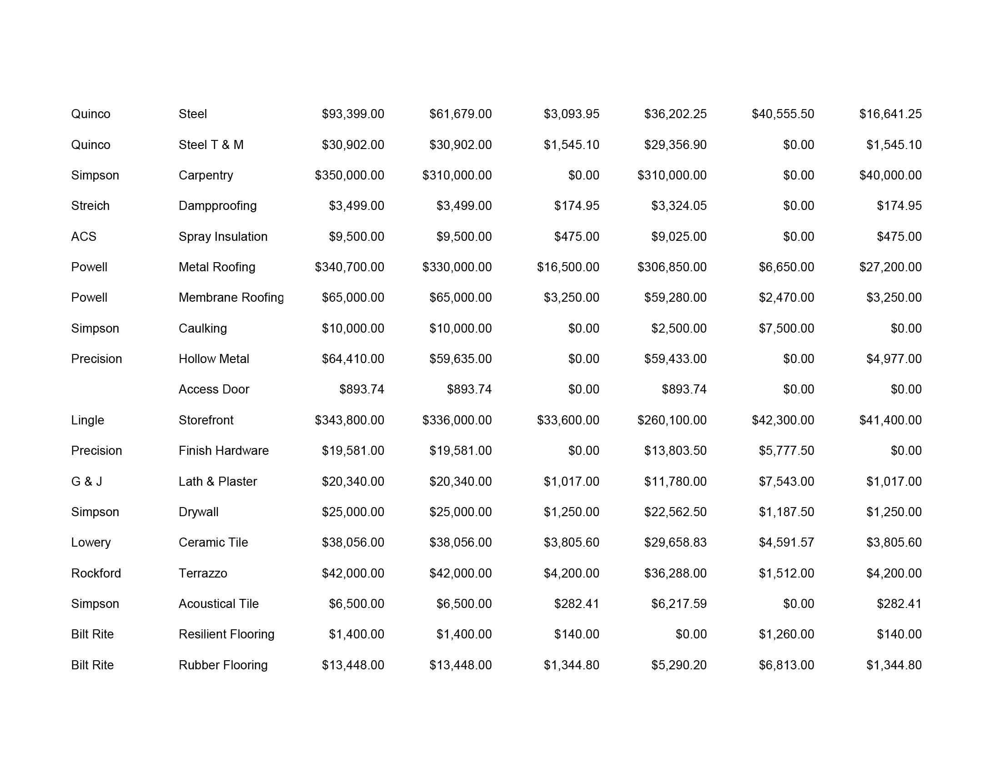 Quinco Steel $93,399.00 $61,679.00 $3,093.95 $36,202.25 $40,555.50 $16,641.25
Quinco Steel T & M $30,902.00 $30,902.00 $1,545.10 $29,356.90 $0.00 $1,545.10
Simpson Carpentry $350,000.00 $310,000.00 $0.00 $310,000.00 $0.00 $40,000.00
Streich Dampproofing $3,499.00 $3,499.00 $174.95 $3,324.05 $0.00 $174.95
ACS Spray Insulation $9,500.00 $9,500.00 $475.00 $9,025.00 $0.00 $475.00
Powell Metal Roofing $340,700.00 $330,000.00 $16,500.00 $306,850.00 $6,650.00 $27,200.00
Powell Membrane Roofing $65,000.00 $65,000.00 $3,250.00 $59,280.00 $2,470.00 $3,250.00
Simpson Caulking $10,000.00 $10,000.00 $0.00 $2,500.00 $7,500.00 $0.00
Precision Hollow Metal $64,410.00 $59,635.00 $0.00 $59,433.00 $0.00 $4,977.00
Access Door $893.74 $893.74 $0.00 $893.74 $0.00 $0.00
Lingle Storefront $343,800.00 $336,000.00 $33,600.00 $260,100.00 $42,300.00 $41,400.00
Precision Finish Hardware $19,581.00 $19,581.00 $0.00 $13,803.50 $5,777.50 $0.00
G & J Lath & Plaster $20,340.00 $20,340.00 $1,017.00 $11,780.00 $7,543.00 $1,017.00
Simpson Drywall $25,000.00 $25,000.00 $1,250.00 $22,562.50 $1,187.50 $1,250.00
Lowery Ceramic Tile $38,056.00 $38,056.00 $3,805.60 $29,658.83 $4,591.57 $3,805.60
Rockford Terrazzo $42,000.00 $42,000.00 $4,200.00 $36,288.00 $1,512.00 $4,200.00
Simpson Acoustical Tile $6,500.00 $6,500.00 $282.41 $6,217.59 $0.00 $282.41
Bilt Rite Resilient Flooring $1,400.00 $1,400.00 $140.00 $0.00 $1,260.00 $140.00
Bilt Rite Rubber Flooring $13,448.00 $13,448.00 $1,344.80 $5,290.20 $6,813.00 $1,344.80